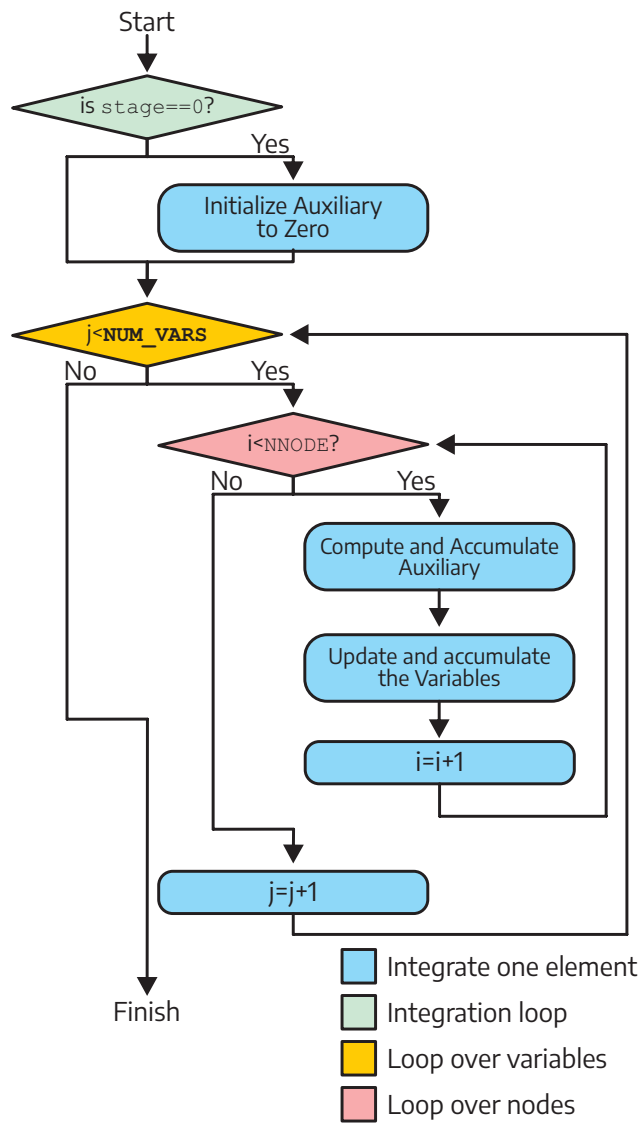 Start
is stage==0?
Yes
Initialize Auxiliary
to Zero
j<NUM_VARS
No
Yes
i<NNODE?
No
Yes
Compute and Accumulate
Auxiliary
Update and accumulate
the Variables
i=i+1
j=j+1
Finish
Integrate one element
Integration loop
Loop over variables
Loop over nodes